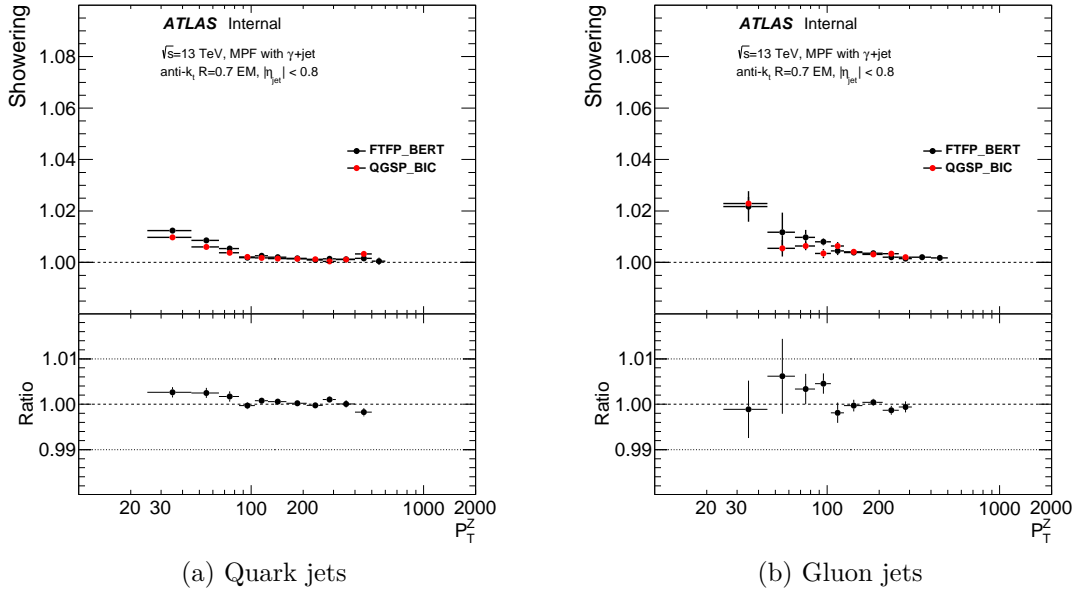 Showering
1.08
1.06
1.04
1.02
1.00
ATLAS Internal
√s=13 TeV, MPF with γ+jet
anti-kt R=0.7 EM, |ηjet| < 0.8
FTFP_BERT
QGSP_BIC
Ratio
1.01
1.00
0.99
20 30 100 200 1000 2000
P_T^Z
(a) Quark jets
Showering
1.08
1.06
1.04
1.02
1.00
ATLAS Internal
√s=13 TeV, MPF with γ+jet
anti-kt R=0.7 EM, |ηjet| < 0.8
FTFP_BERT
QGSP_BIC
Ratio
1.01
1.00
0.99
20 30 100 200 1000 2000
P_T^Z
(b) Gluon jets